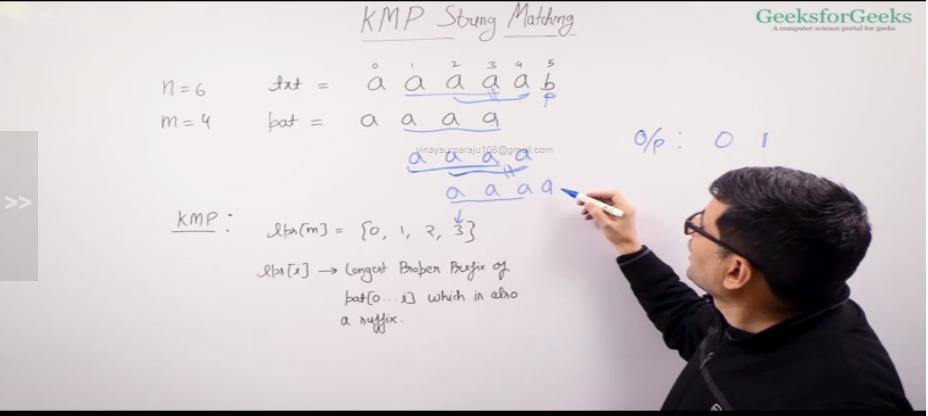 KMP String Matching
GeeksforGeeks
A computer science portal for geeks
0 1 2 3 4 5
n = 6 txt = a a a a a b
m = 4 pat = a a a a
vinaysurparaju106@gmail.com
a a a a
O/p : 0 1
a a a a
>>
KMP : lps[m] = {0, 1, 2, 3}
lps[i] → Longest Proper Prefix of
pat[0...i] which is also
a suffix.